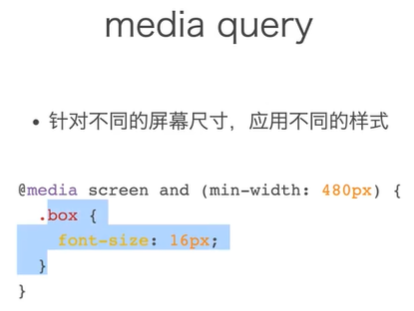 media query
• 针对不同的屏幕尺寸，应用不同的样式
@media screen and (min-width: 480px) {
  .box {
    font-size: 16px;
  }
}